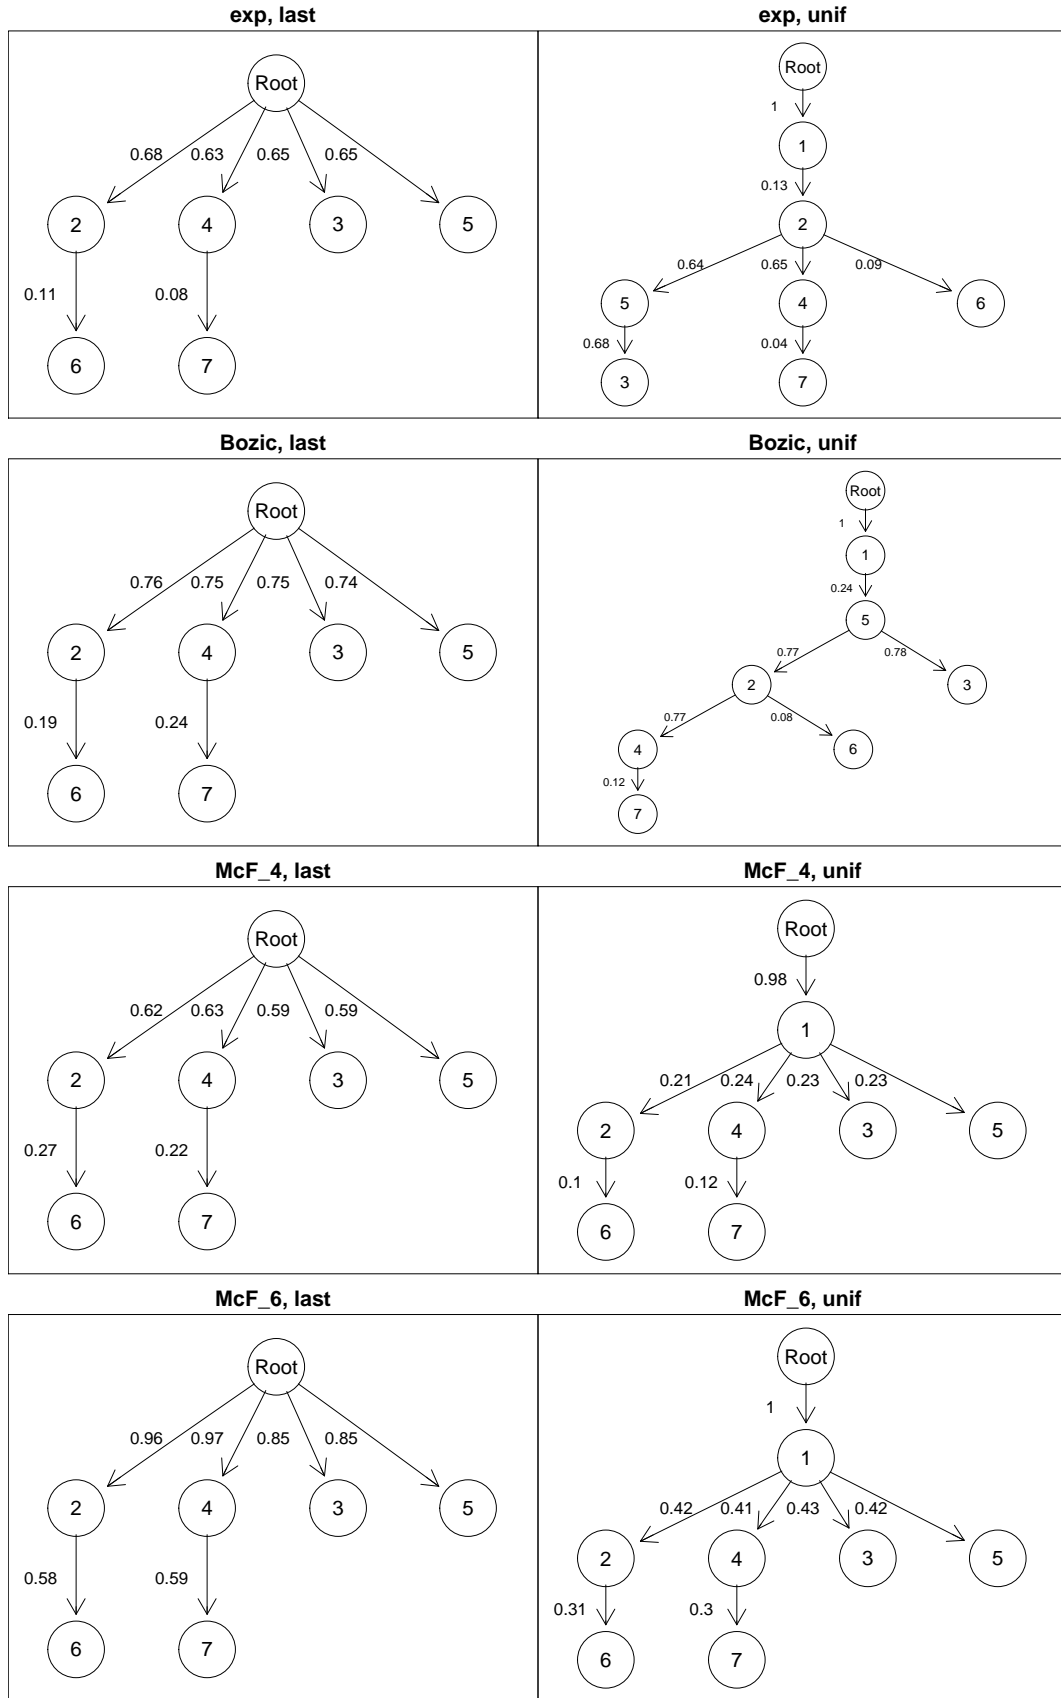 exp, last
exp, unif
Root
0.68 0.63 0.65 0.65
2 4 3 5
0.11 0.08
6 7
Root
1
1
0.13
2
0.64 0.65 0.09
5 4 6
0.68 0.04
3 7
Bozic, last
Bozic, unif
Root
0.76 0.75 0.75 0.74
2 4 3 5
0.19 0.24
6 7
Root
1
1
0.24
5
0.77 0.78
2 3
0.77 0.08
4 6
0.12
7
McF_4, last
McF_4, unif
Root
0.62 0.63 0.59 0.59
2 4 3 5
0.27 0.22
6 7
Root
0.98
1
0.21 0.24 0.23 0.23
2 4 3 5
0.1 0.12
6 7
McF_6, last
McF_6, unif
Root
0.96 0.97 0.85 0.85
2 4 3 5
0.58 0.59
6 7
Root
1
1
0.42 0.41 0.43 0.42
2 4 3 5
0.31 0.3
6 7